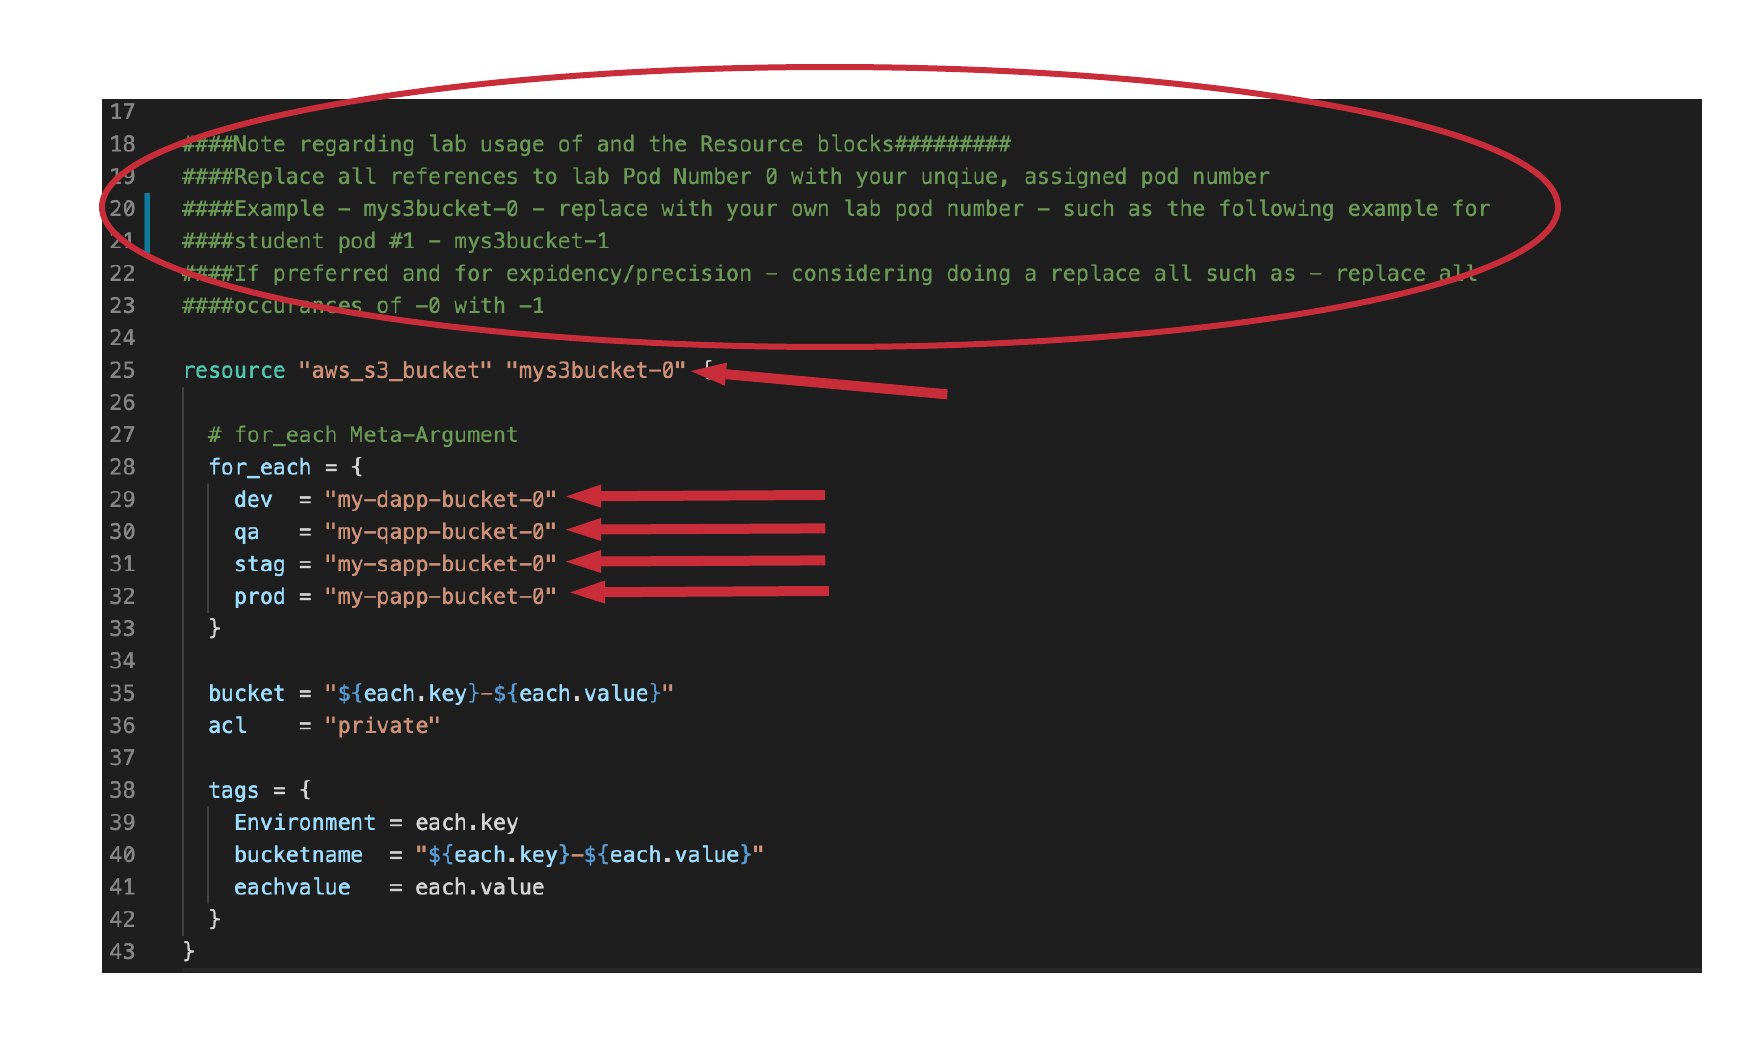 17
18 ####Note regarding lab usage of and the Resource blocks#########
19 ####Replace all references to lab Pod Number 0 with your unqiue, assigned pod number
20 ####Example - mys3bucket-0 - replace with your own lab pod number - such as the following example for
21 ####student pod #1 - mys3bucket-1
22 ####If preferred and for expidency/precision - considering doing a replace all such as - replace all
23 ####occurances of -0 with -1
24
25 resource "aws_s3_bucket" "mys3bucket-0" {
26
27   # for_each Meta-Argument
28   for_each = {
29     dev  = "my-dapp-bucket-0"
30     qa   = "my-qapp-bucket-0"
31     stag = "my-sapp-bucket-0"
32     prod = "my-papp-bucket-0"
33   }
34
35   bucket = "${each.key}-${each.value}"
36   acl    = "private"
37
38   tags = {
39     Environment = each.key
40     bucketname  = "${each.key}-${each.value}"
41     eachvalue   = each.value
42   }
43 }